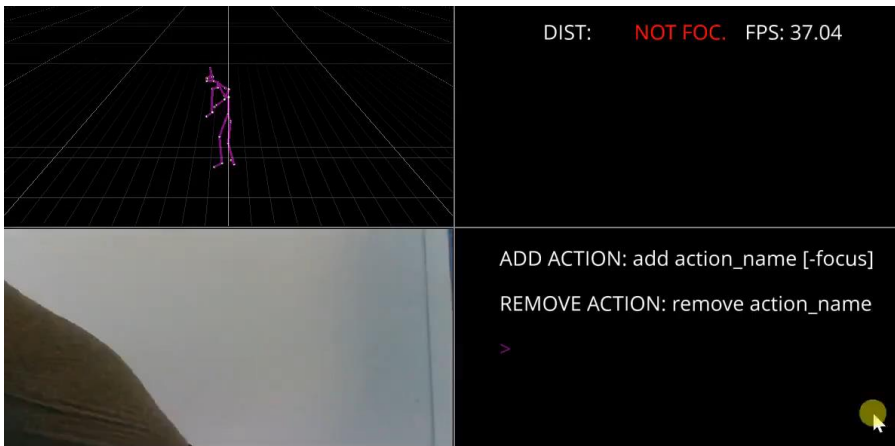 DIST: NOT FOC. FPS: 37.04
ADD ACTION: add action_name [-focus]
REMOVE ACTION: remove action_name
>